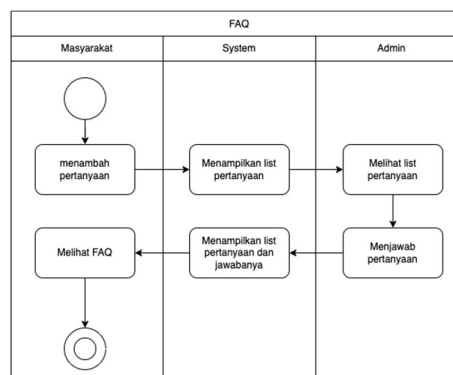 FAQ
Masyarakat
System
Admin
menambah
pertanyaan
Menampilkan list
pertanyaan
Melihat list
pertanyaan
Melihat FAQ
Menampilkan list
pertanyaan dan
jawabanya
Menjawab
pertanyaan